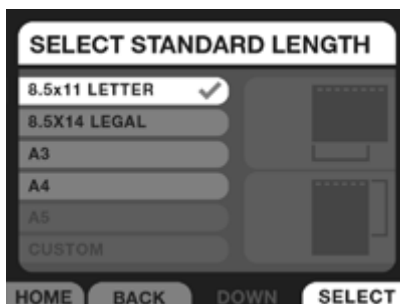 SELECT STANDARD LENGTH
8.5x11 LETTER
8.5X14 LEGAL
A3
A4
A5
CUSTOM
HOME BACK DOWN SELECT